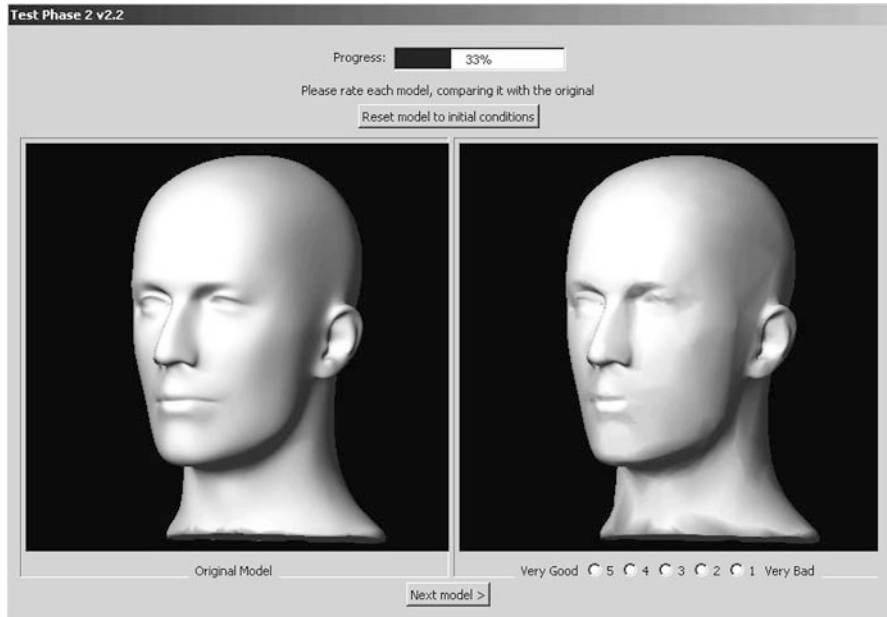 Test Phase 2 v2.2
Progress: 33%
Please rate each model, comparing it with the original
Reset model to initial conditions
Original Model
Very Good 5 4 3 2 1 Very Bad
Next model >